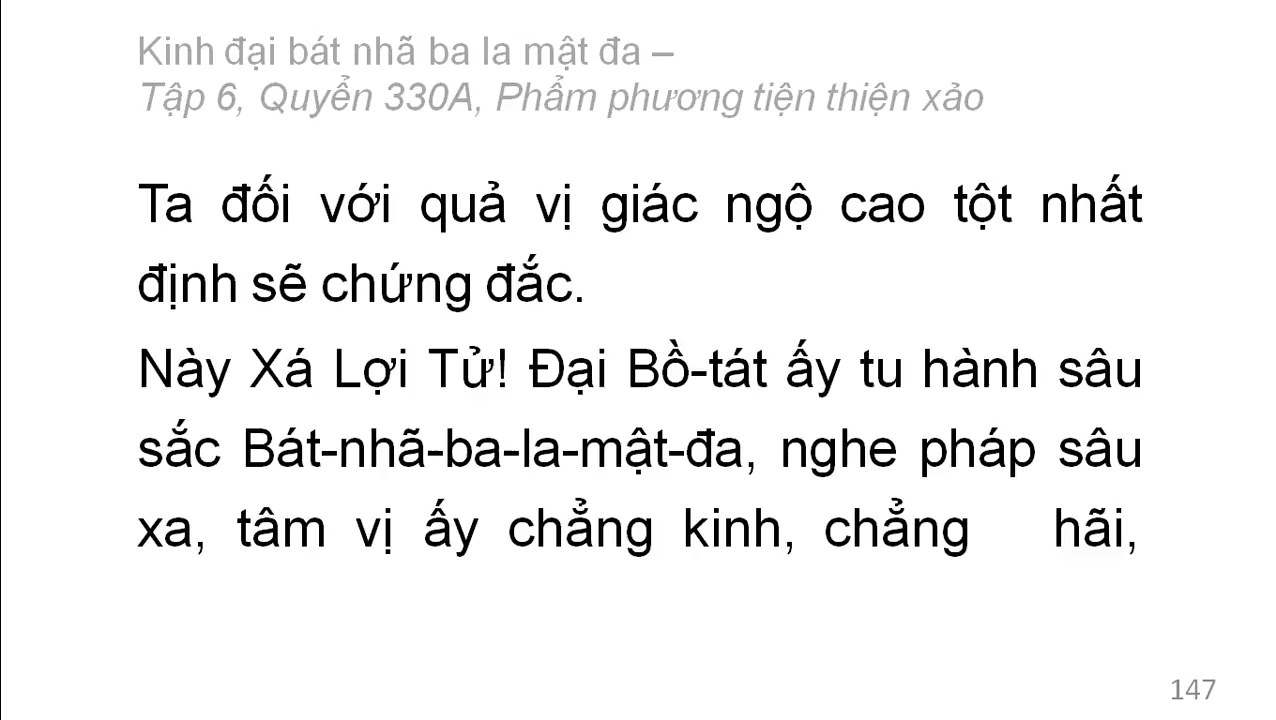 Kinh đại bát nhã ba la mật đa –
Tập 6, Quyển 330A, Phẩm phương tiện thiện xảo
Ta đối với quả vị giác ngộ cao tột nhất
định sẽ chứng đắc.
Này Xá Lợi Tử! Đại Bồ-tát ấy tu hành sâu
sắc Bát-nhã-ba-la-mật-đa, nghe pháp sâu
xa, tâm vị ấy chẳng kinh, chẳng hãi,
147